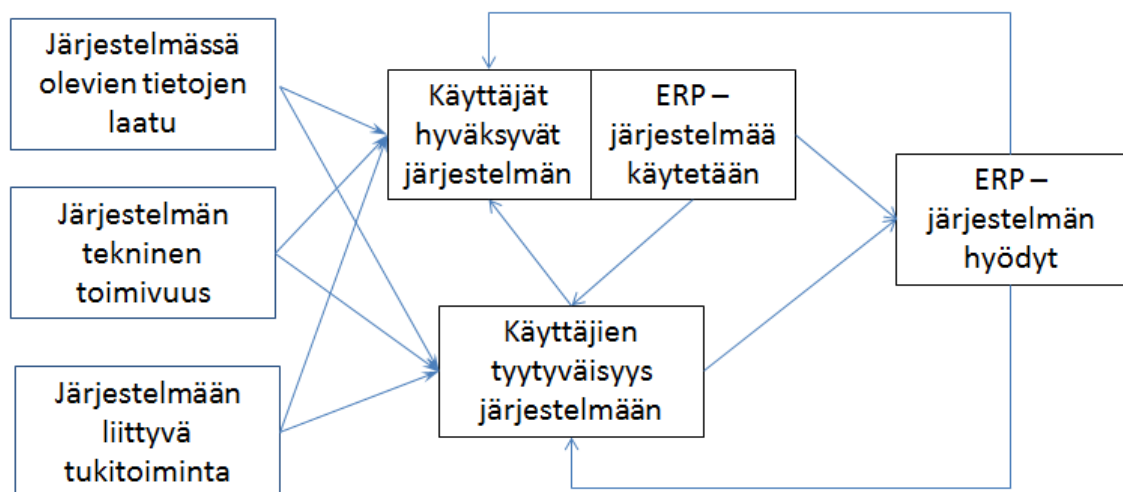 Järjestelmässä
olevien tietojen
laatu
Järjestelmän
tekninen
toimivuus
Järjestelmään
liittyvä
tukitoiminta
Käyttäjät
hyväksyvät
järjestelmän
ERP –
järjestelmää
käytetään
Käyttäjien
tyytyväisyys
järjestelmään
ERP –
järjestelmän
hyödyt